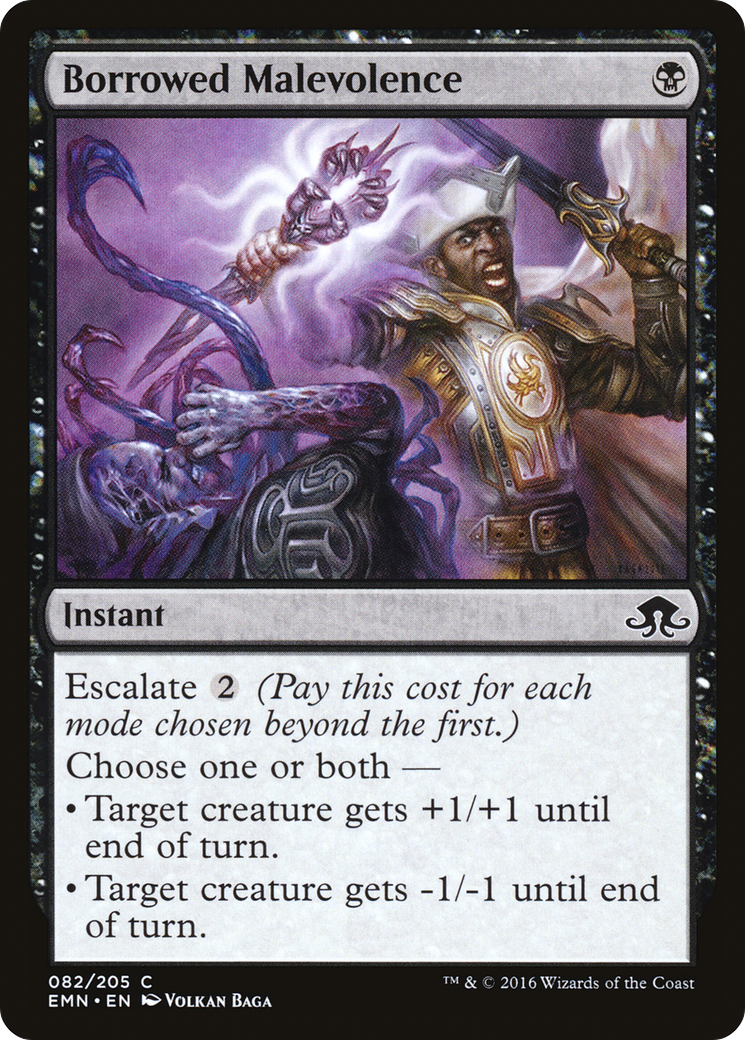 Borrowed Malevolence
Instant
Escalate 2 (Pay this cost for each
mode chosen beyond the first.)
Choose one or both —
• Target creature gets +1/+1 until
end of turn.
• Target creature gets -1/-1 until end
of turn.
082/205 C
EMN • EN Volkan Baga
™ & © 2016 Wizards of the Coast